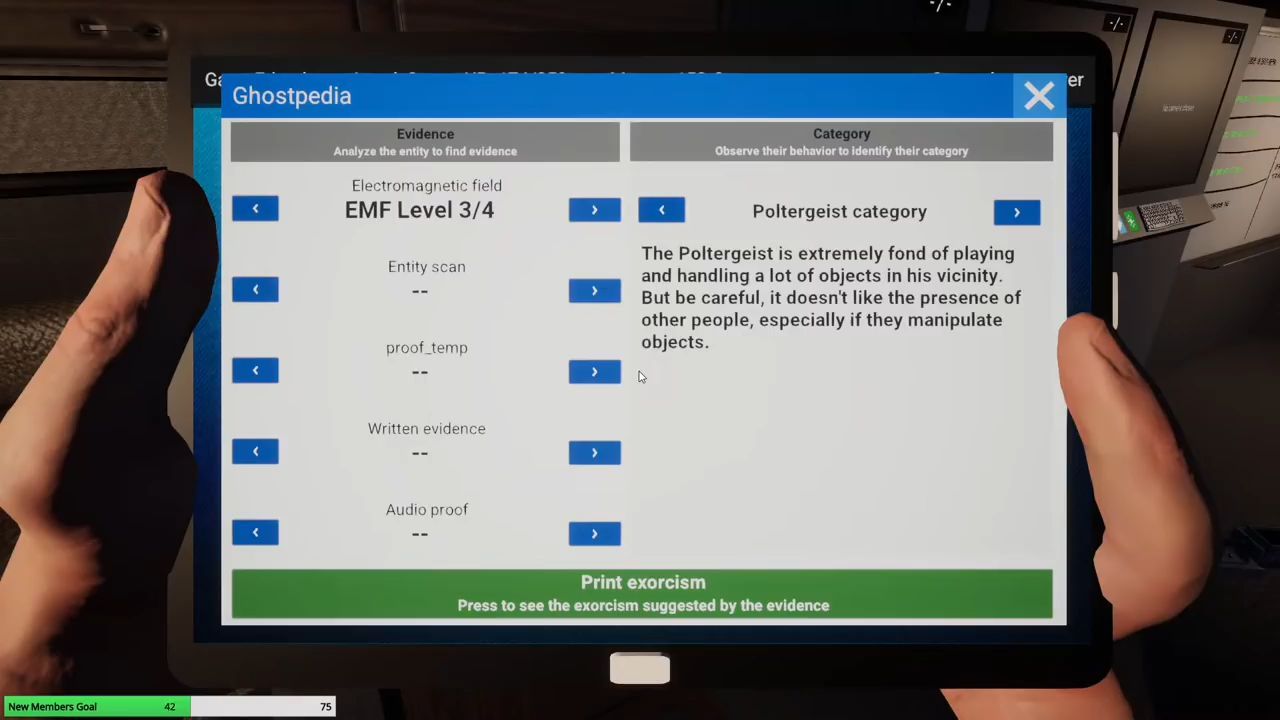 Ghostpedia
Evidence
Analyze the entity to find evidence
Category
Observe their behavior to identify their category
Electromagnetic field
EMF Level 3/4
Entity scan
--
proof_temp
--
Written evidence
--
Audio proof
--
Poltergeist category
The Poltergeist is extremely fond of playing
and handling a lot of objects in his vicinity.
But be careful, it doesn't like the presence of
other people, especially if they manipulate
objects.
Print exorcism
Press to see the exorcism suggested by the evidence
New Members Goal 42 75